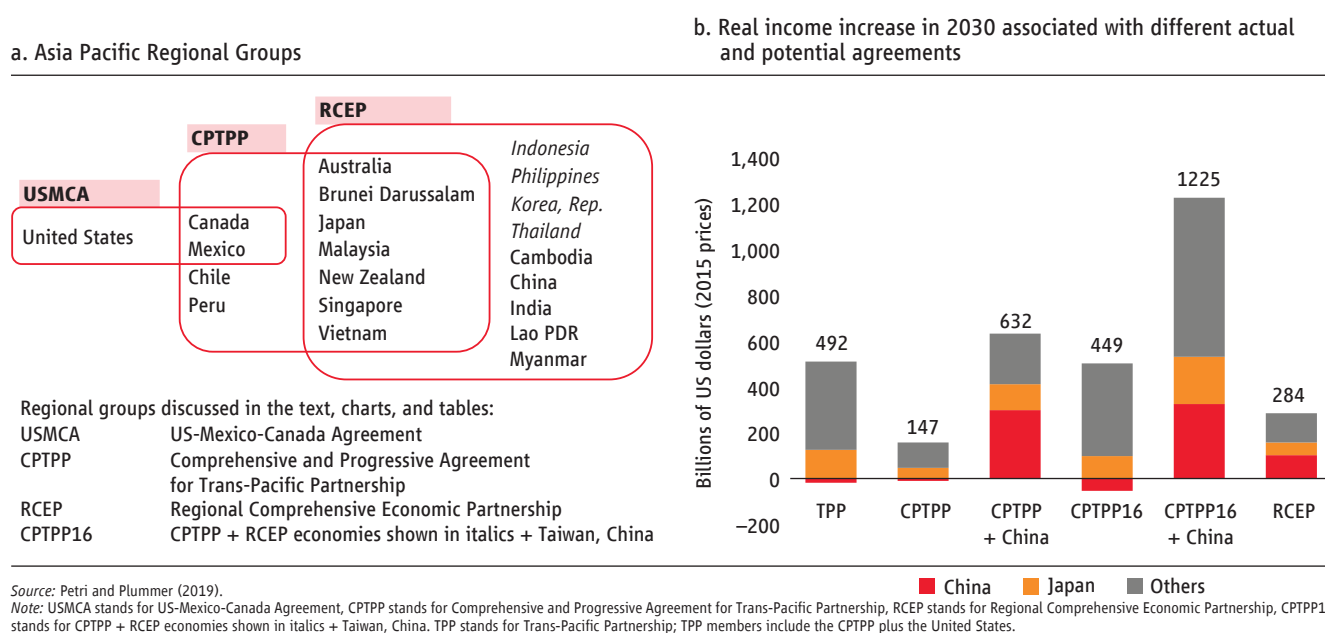 a. Asia Pacific Regional Groups
USMCA
United States
CPTPP
Canada
Mexico
Chile
Peru
RCEP
Australia
Brunei Darussalam
Japan
Malaysia
New Zealand
Singapore
Vietnam
Indonesia
Philippines
Korea, Rep.
Thailand
Cambodia
China
India
Lao PDR
Myanmar
Regional groups discussed in the text, charts, and tables:
USMCA US-Mexico-Canada Agreement
CPTPP Comprehensive and Progressive Agreement
for Trans-Pacific Partnership
RCEP Regional Comprehensive Economic Partnership
CPTPP16 CPTPP + RCEP economies shown in italics + Taiwan, China
b. Real income increase in 2030 associated with different actual
and potential agreements
Billions of US dollars (2015 prices)
1,400
1,200
1,000
800
600
400
200
0
−200
492
147
632
449
1225
284
TPP
CPTPP
CPTPP
+ China
CPTPP16
CPTPP16
+ China
RCEP
China Japan Others
Source: Petri and Plummer (2019).
Note: USMCA stands for US-Mexico-Canada Agreement, CPTPP stands for Comprehensive and Progressive Agreement for Trans-Pacific Partnership, RCEP stands for Regional Comprehensive Economic Partnership, CPTPP1
stands for CPTPP + RCEP economies shown in italics + Taiwan, China. TPP stands for Trans-Pacific Partnership; TPP members include the CPTPP plus the United States.